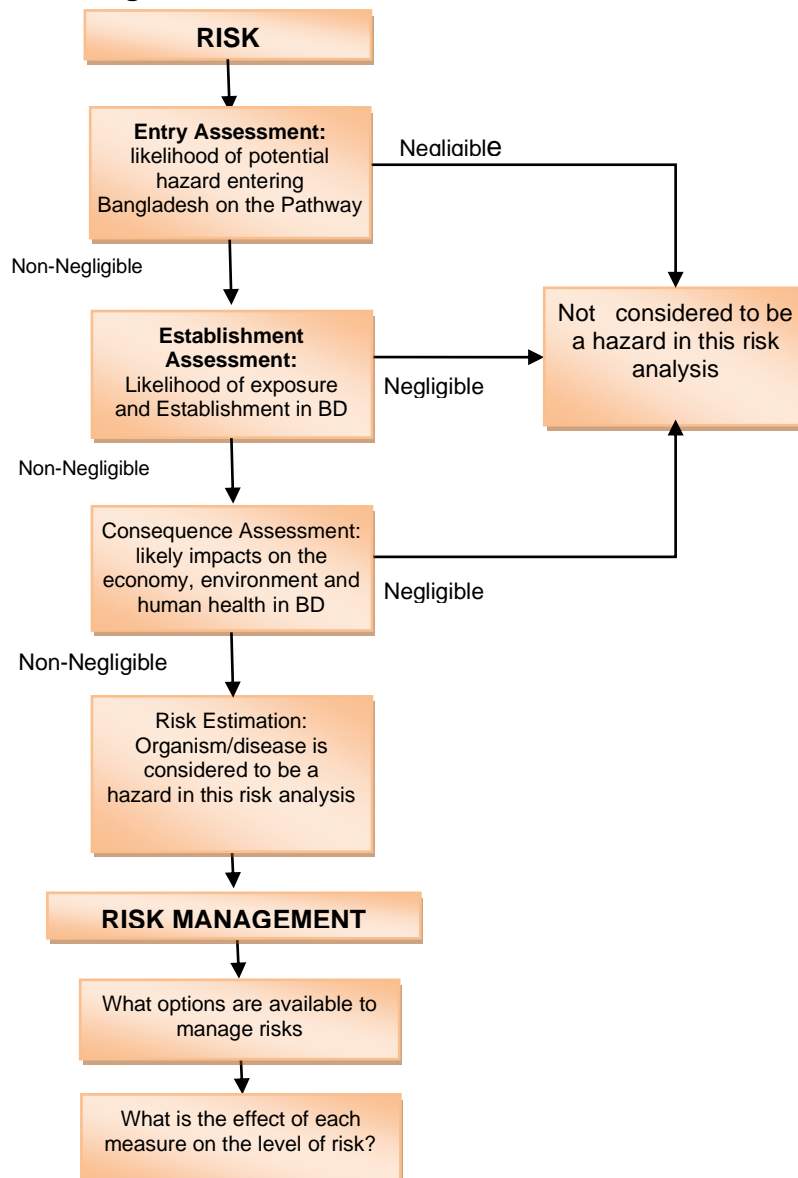 RISK
Entry Assessment:
likelihood of potential
hazard entering
Bangladesh on the Pathway
Negligible
Non-Negligible
Establishment
Assessment:
Likelihood of exposure
and Establishment in BD
Negligible
Not considered to be
a hazard in this risk
analysis
Non-Negligible
Consequence Assessment:
likely impacts on the
economy, environment and
human health in BD
Negligible
Non-Negligible
Risk Estimation:
Organism/disease is
considered to be a
hazard in this risk analysis
RISK MANAGEMENT
What options are available to
manage risks
What is the effect of each
measure on the level of risk?